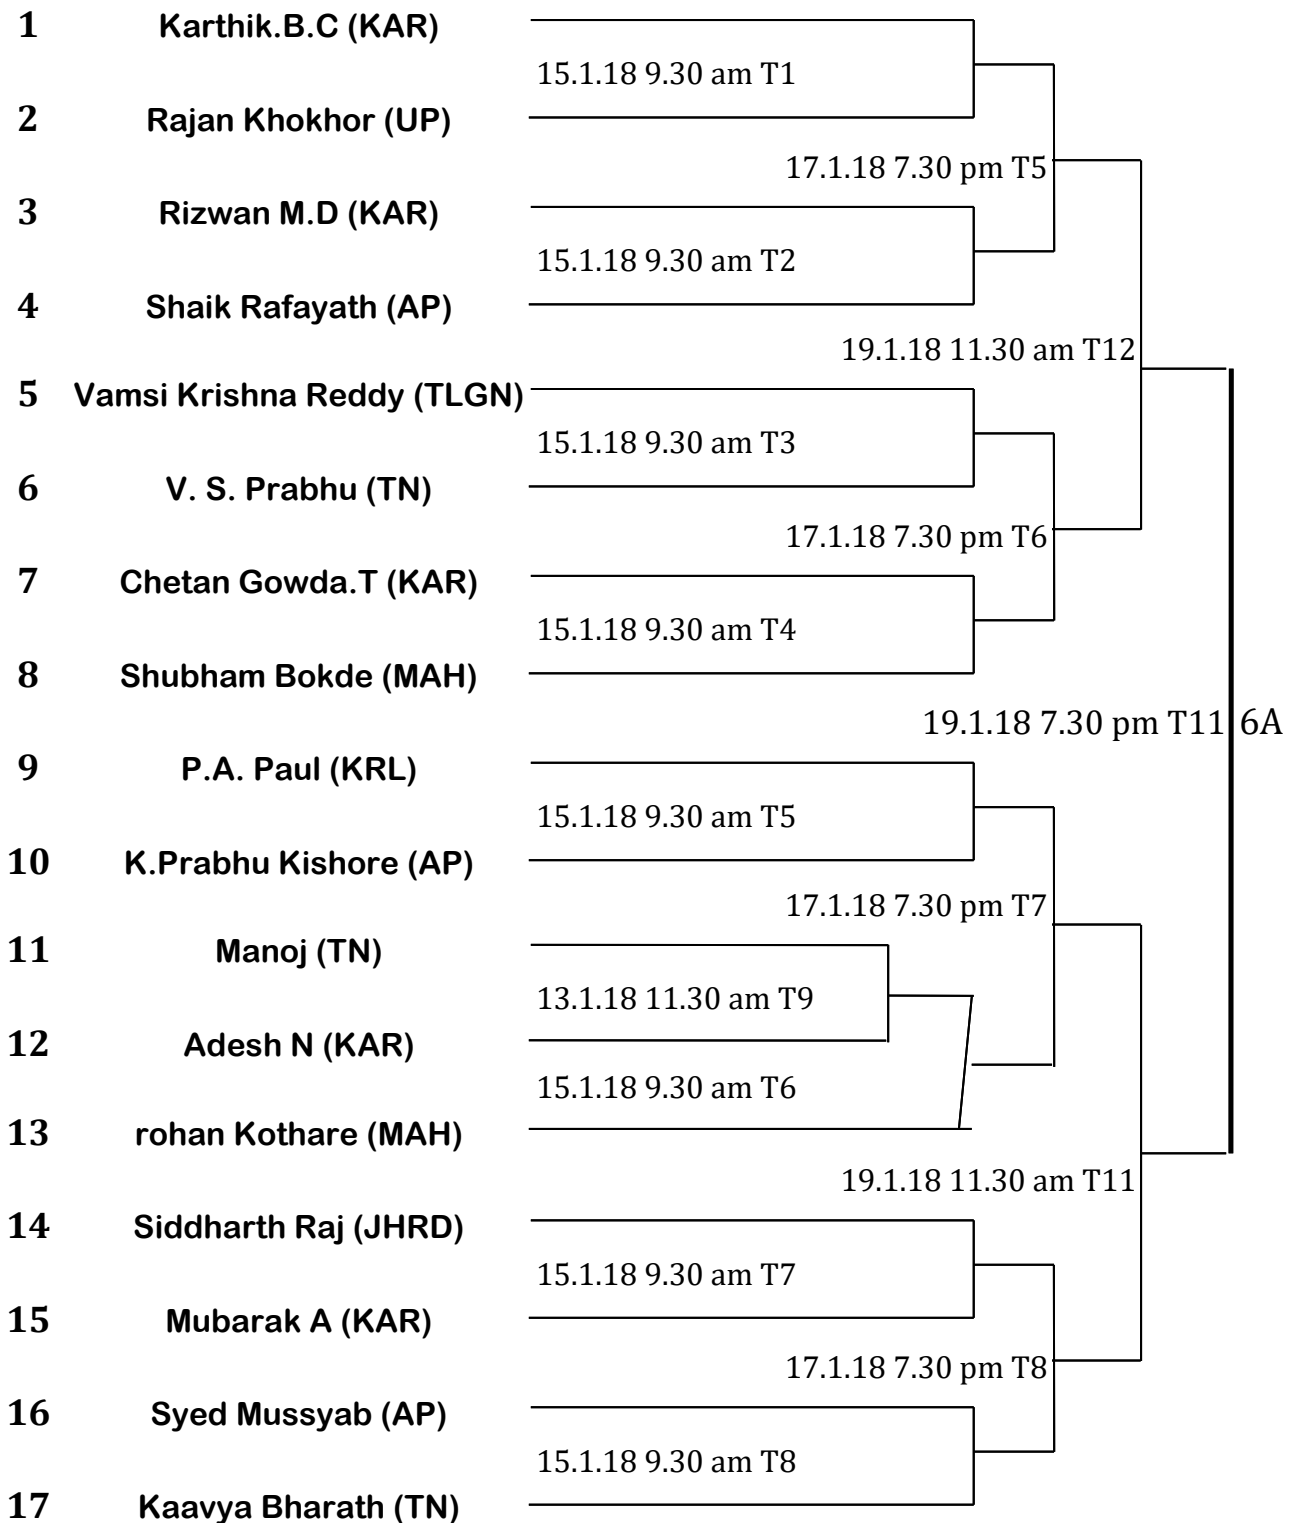 1 Karthik.B.C (KAR)
15.1.18 9.30 am T1
2 Rajan Khokhor (UP)
17.1.18 7.30 pm T5
3 Rizwan M.D (KAR)
15.1.18 9.30 am T2
4 Shaik Rafayath (AP)
19.1.18 11.30 am T12
5 Vamsi Krishna Reddy (TLGN)
15.1.18 9.30 am T3
6 V. S. Prabhu (TN)
17.1.18 7.30 pm T6
7 Chetan Gowda.T (KAR)
15.1.18 9.30 am T4
8 Shubham Bokde (MAH)
19.1.18 7.30 pm T11 6A
9 P.A. Paul (KRL)
15.1.18 9.30 am T5
10 K.Prabhu Kishore (AP)
17.1.18 7.30 pm T7
11 Manoj (TN)
13.1.18 11.30 am T9
12 Adesh N (KAR)
15.1.18 9.30 am T6
13 rohan Kothare (MAH)
19.1.18 11.30 am T11
14 Siddharth Raj (JHRD)
15.1.18 9.30 am T7
15 Mubarak A (KAR)
17.1.18 7.30 pm T8
16 Syed Mussyab (AP)
15.1.18 9.30 am T8
17 Kaavya Bharath (TN)